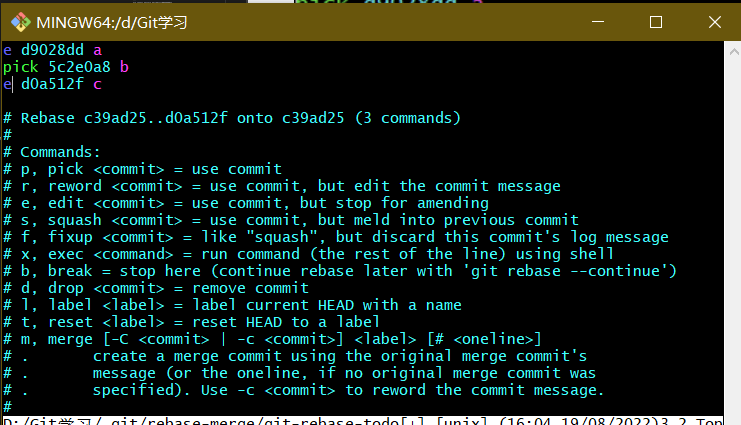 pick d9028dd a
MINGW64:/d/Git学习
e d9028dd a
pick 5c2e0a8 b
e d0a512f c
# Rebase c39ad25..d0a512f onto c39ad25 (3 commands)
#
# Commands:
# p, pick <commit> = use commit
# r, reword <commit> = use commit, but edit the commit message
# e, edit <commit> = use commit, but stop for amending
# s, squash <commit> = use commit, but meld into previous commit
# f, fixup <commit> = like "squash", but discard this commit's log message
# x, exec <command> = run command (the rest of the line) using shell
# b, break = stop here (continue rebase later with 'git rebase --continue')
# d, drop <commit> = remove commit
# l, label <label> = label current HEAD with a name
# t, reset <label> = reset HEAD to a label
# m, merge [-C <commit> | -c <commit>] <label> [# <oneline>]
# .       create a merge commit using the original merge commit's
# .       message (or the oneline, if no original merge commit was
# .       specified). Use -c <commit> to reword the commit message.
#
D:/Git学习/.git/rebase-merge/git-rebase-todo[+] [unix] (16:04 19/08/2022)3,2 Top